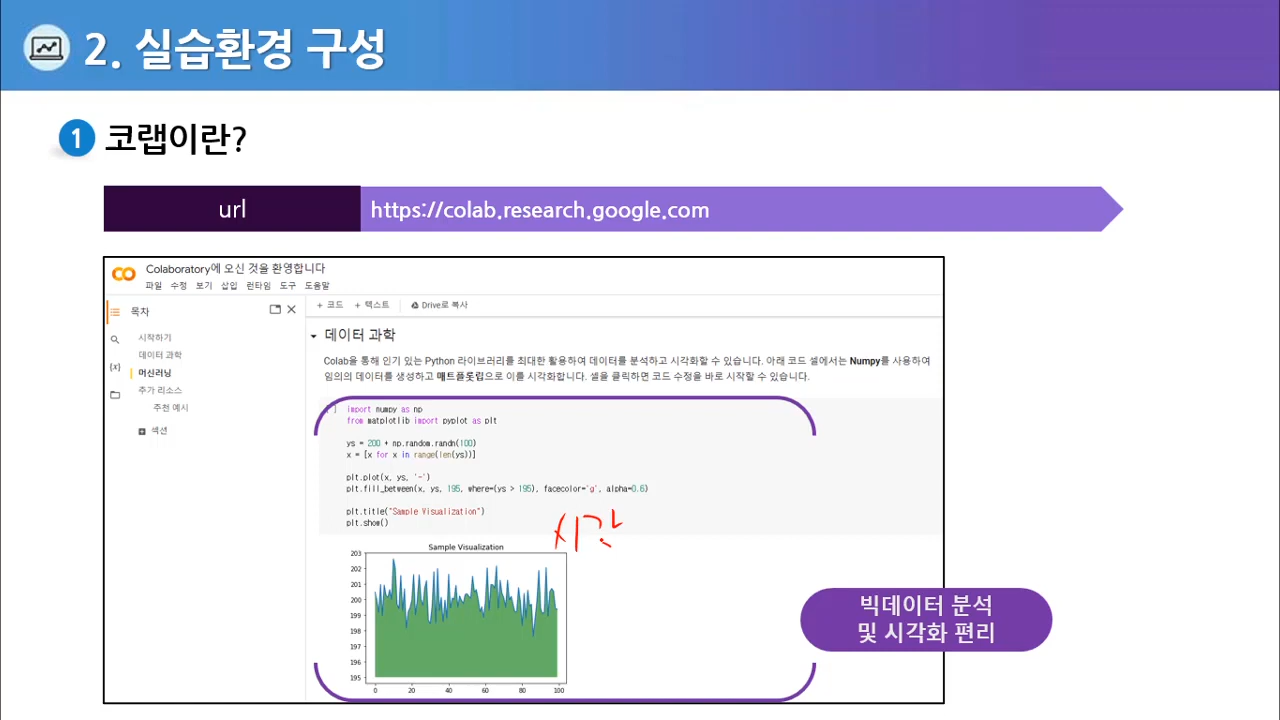 2. 실습환경 구성
1 코랩이란?
url
https://colab.research.google.com
Colaboratory에 오신 것을 환영합니다
파일 수정 보기 삽입 런타임 도구 도움말
목차
시작하기
데이터 과학
머신러닝
추가 리소스
추천 예시
섹션
+ 코드 + 텍스트 Drive로 복사
데이터 과학
Colab을 통해 인기 있는 Python 라이브러리를 최대한 활용하여 데이터를 분석하고 시각화할 수 있습니다. 아래 코드 셀에서는 Numpy를 사용하여
임의의 데이터를 생성하고 매트플롯립으로 이를 시각화합니다. 셀을 클릭하면 코드 수정을 바로 시작할 수 있습니다.
import numpy as np
from matplotlib import pyplot as plt
ys = 200 + np.random.randn(100)
x = [x for x in range(len(ys))]
plt.plot(x, ys, '-')
plt.fill_between(x, ys, 195, where=(ys > 195), facecolor='g', alpha=0.6)
plt.title("Sample Visualization")
plt.show()
Sample Visualization
203
202
201
200
199
198
197
196
195
0 20 40 60 80 100
빅데이터 분석
및 시각화 편리